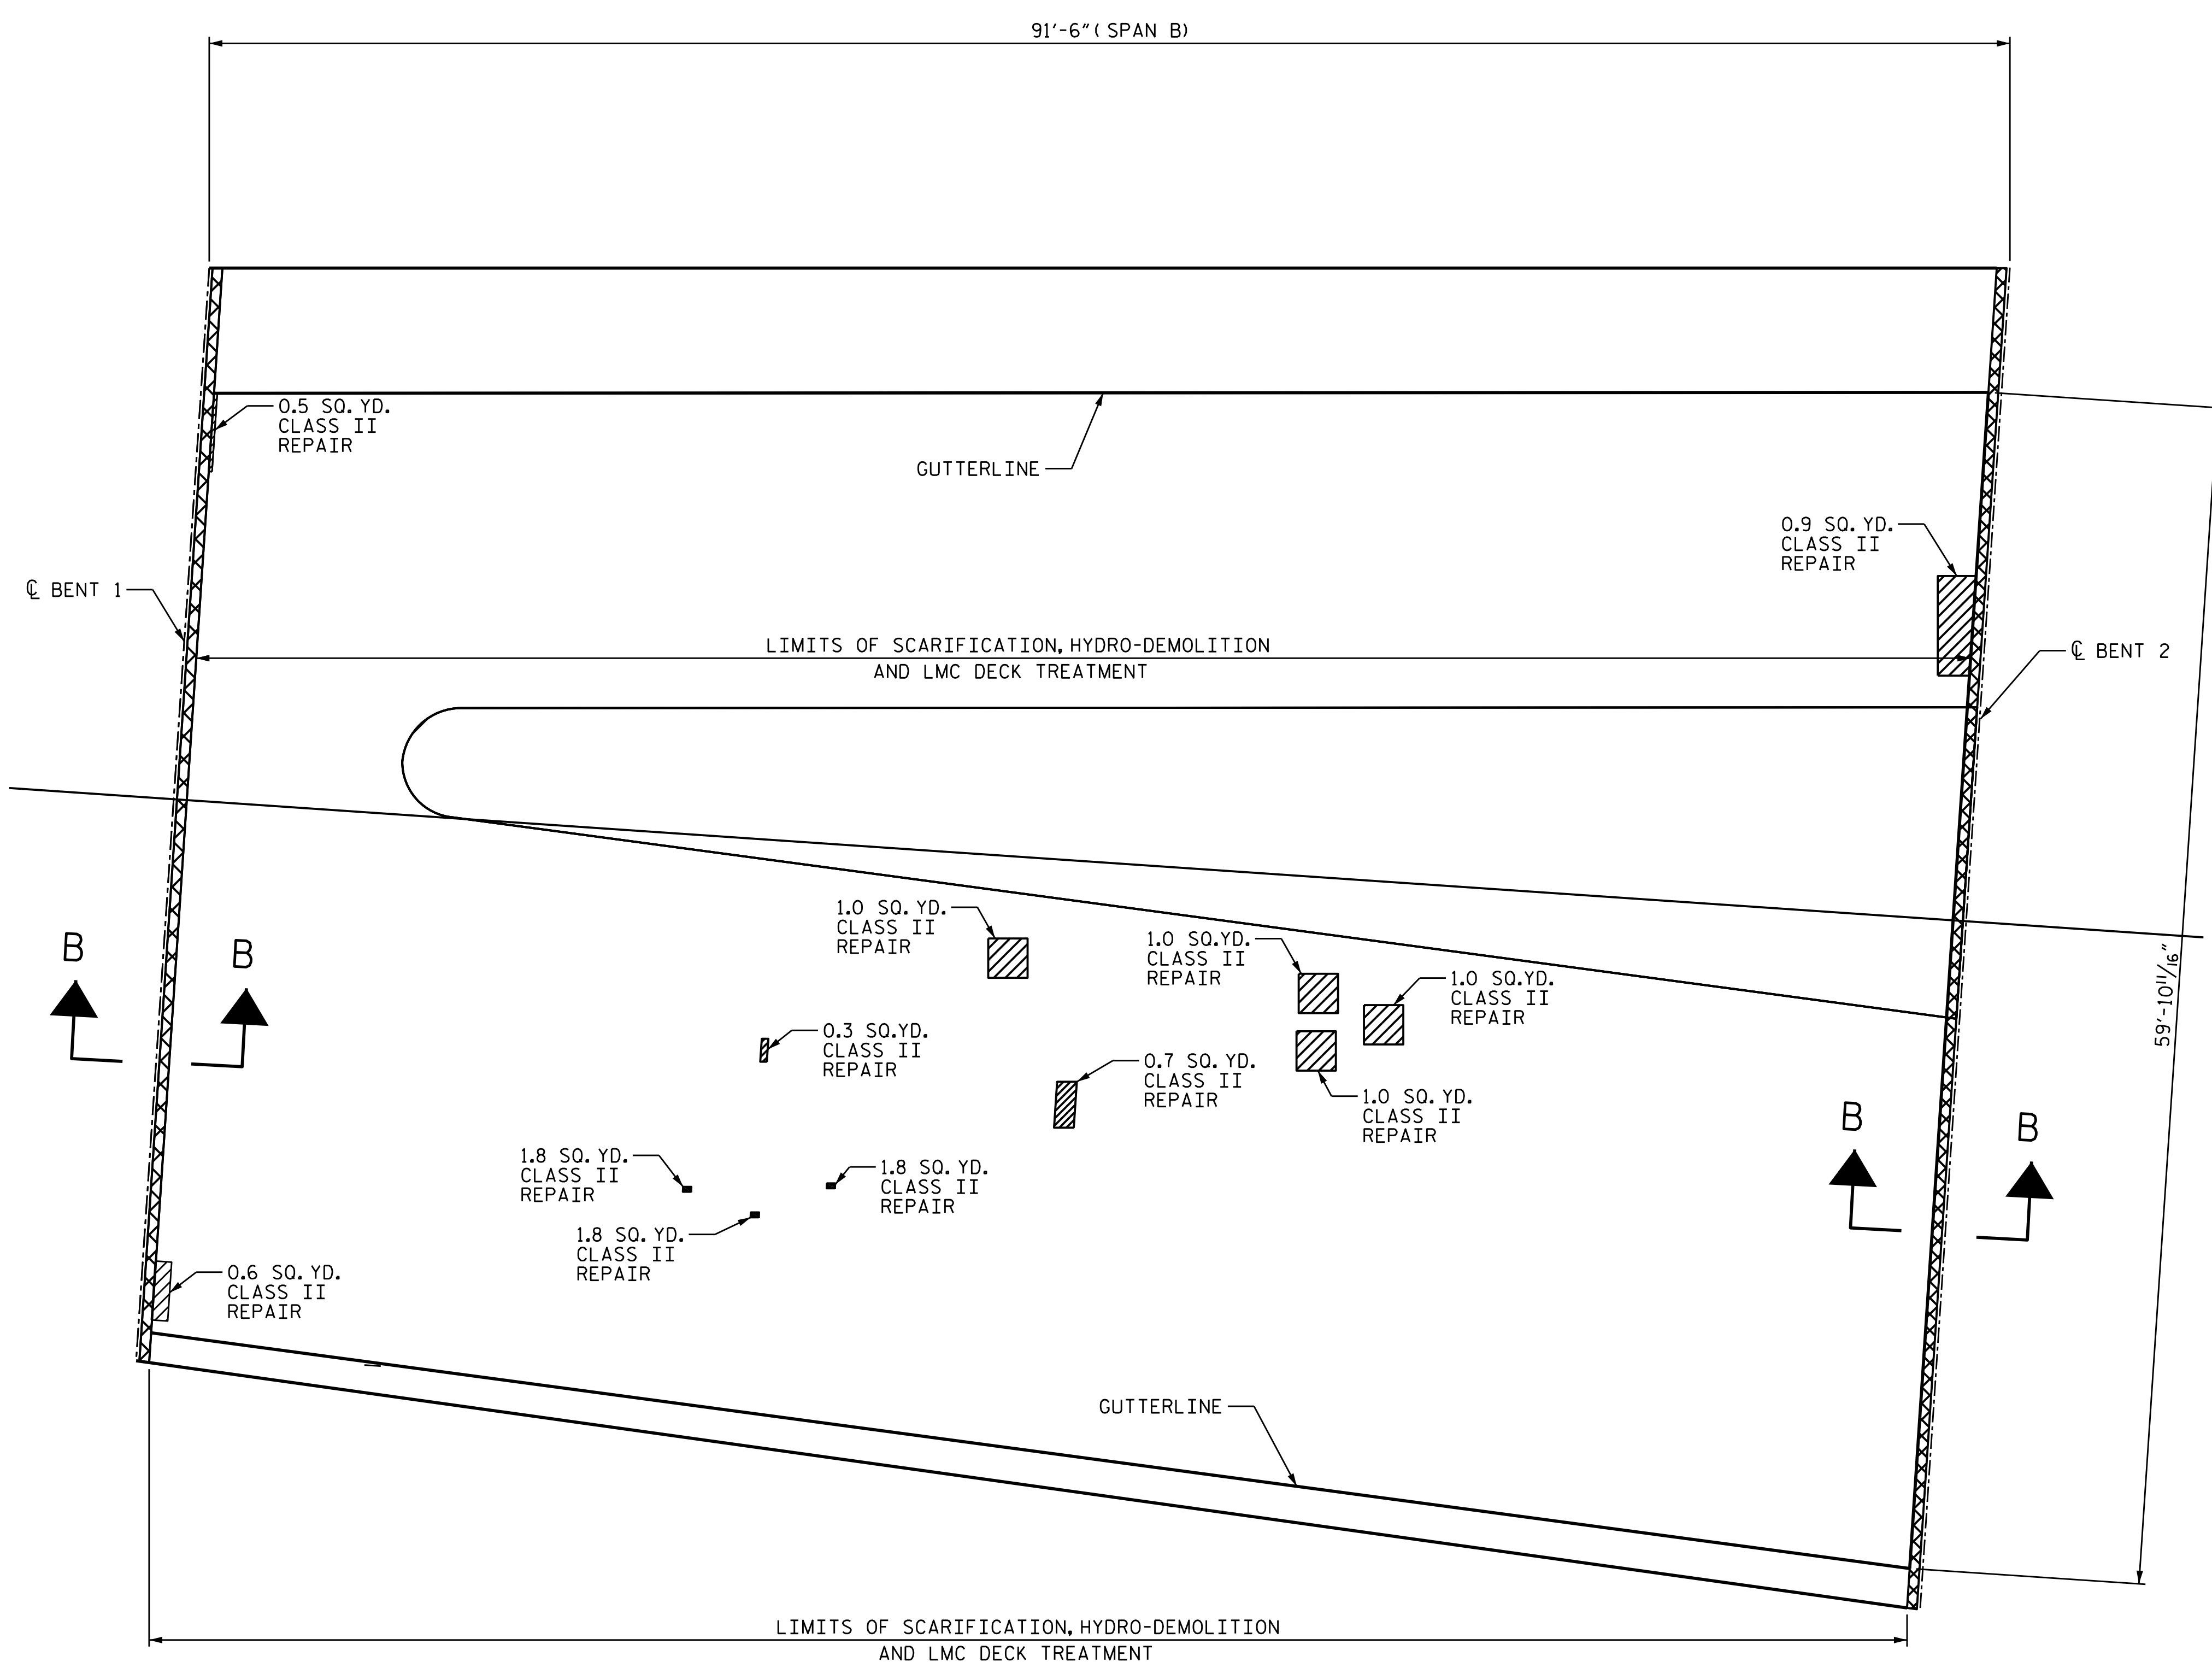 91'-6" ( SPAN B)
0.5 SQ. YD.
CLASS II
REPAIR
GUTTERLINE
0.9 SQ. YD.
CLASS II
REPAIR
℄ BENT 1
LIMITS OF SCARIFICATION, HYDRO-DEMOLITION
AND LMC DECK TREATMENT
℄ BENT 2
1.0 SQ. YD.
CLASS II
REPAIR
1.0 SQ.YD.
CLASS II
REPAIR
1.0 SQ.YD.
CLASS II
REPAIR
B
B
59'-10 11/16"
0.3 SQ.YD.
CLASS II
REPAIR
0.7 SQ. YD.
CLASS II
REPAIR
1.0 SQ. YD.
CLASS II
REPAIR
B
B
1.8 SQ. YD.
CLASS II
REPAIR
1.8 SQ. YD.
CLASS II
REPAIR
1.8 SQ. YD.
CLASS II
REPAIR
0.6 SQ. YD.
CLASS II
REPAIR
GUTTERLINE
LIMITS OF SCARIFICATION, HYDRO-DEMOLITION
AND LMC DECK TREATMENT